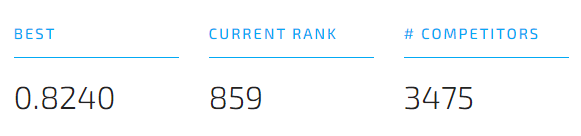 BEST CURRENT RANK # COMPETITORS
0.8240 859 3475